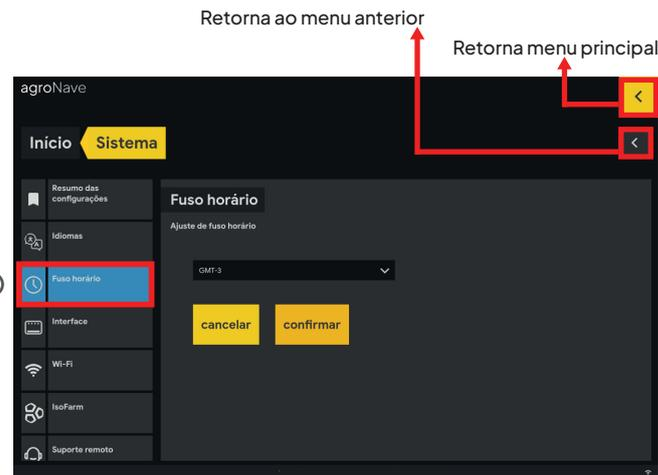 Retorna ao menu anterior
Retorna menu principal
agroNave
Início
Sistema
Resumo das
configurações
Idiomas
Fuso horário
Interface
Wi-Fi
IsoFarm
Suporte remoto
Fuso horário
Ajuste de fuso horário
GMT-3
cancelar
confirmar